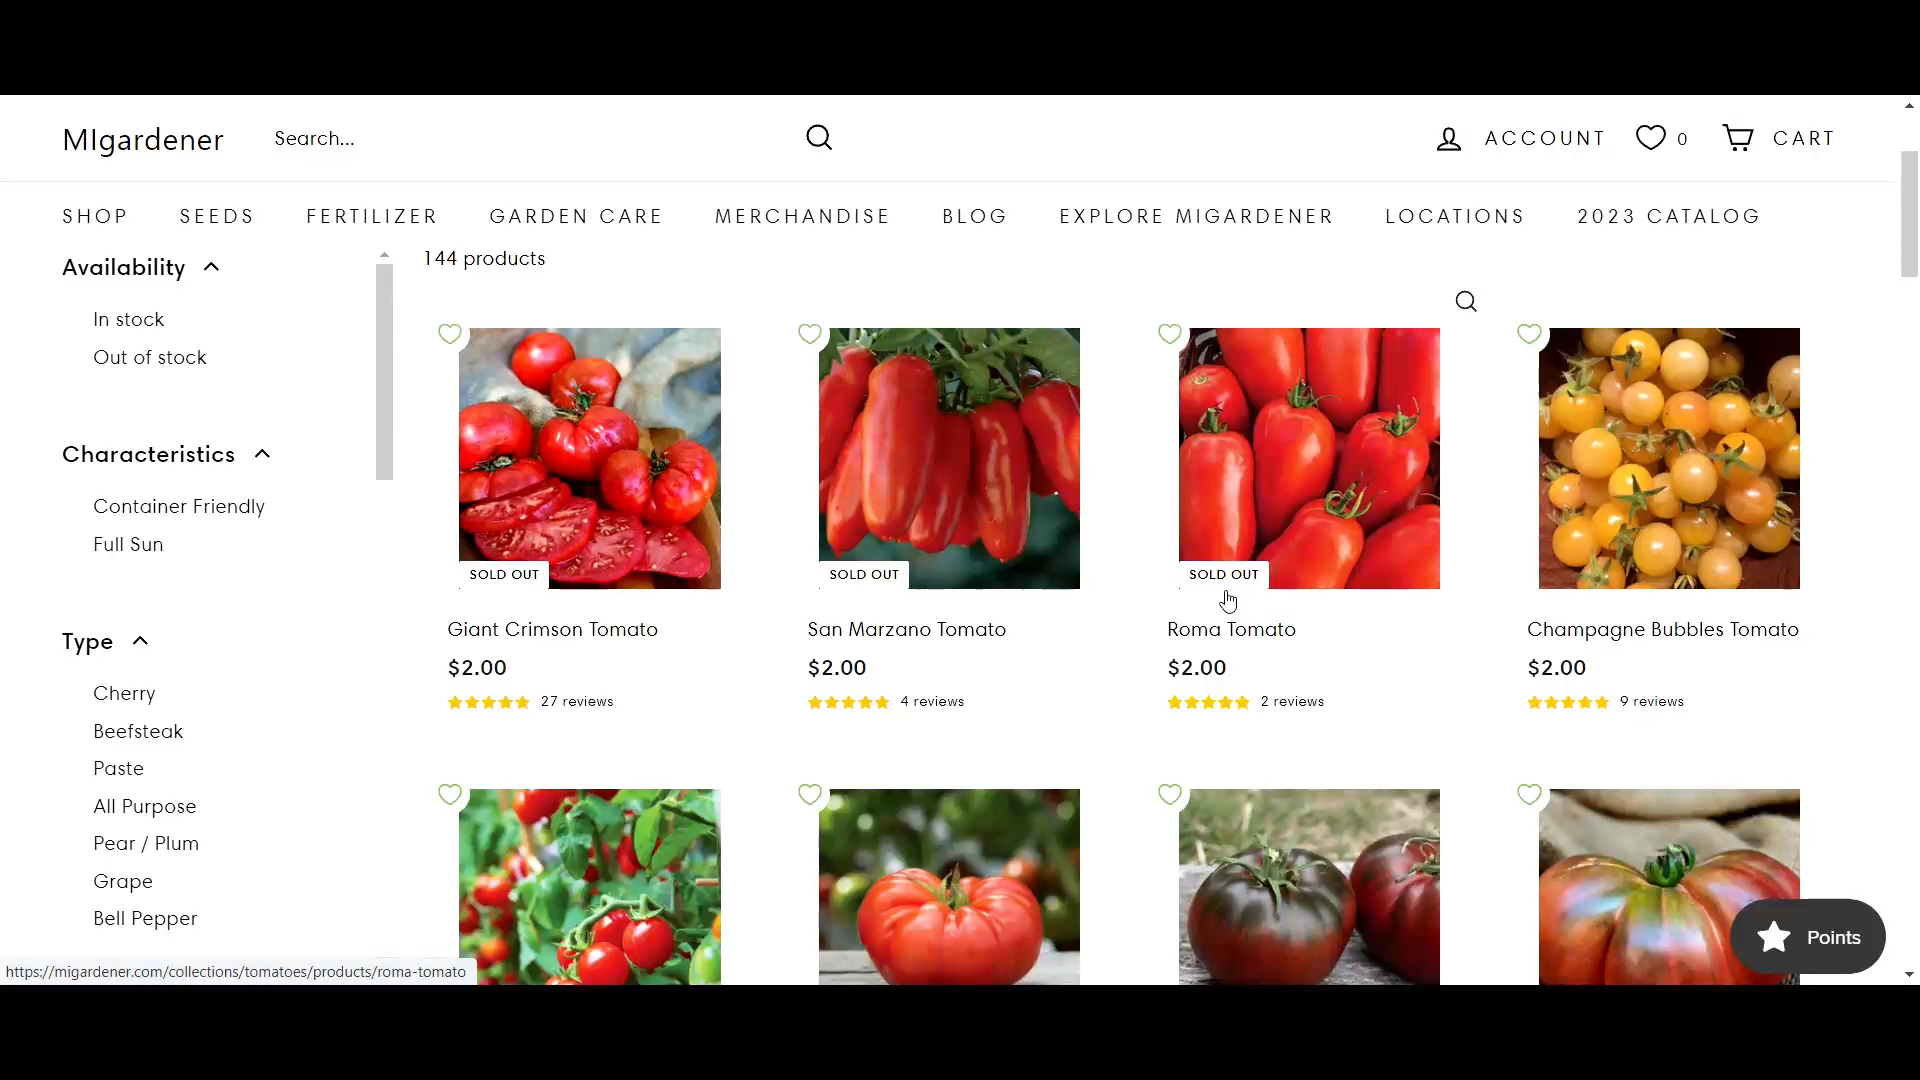 MIgardener
Search...
ACCOUNT
0
CART
SHOP
SEEDS
FERTILIZER
GARDEN CARE
MERCHANDISE
BLOG
EXPLORE MIGARDENER
LOCATIONS
2023 CATALOG
Availability
In stock
Out of stock
Characteristics
Container Friendly
Full Sun
Type
Cherry
Beefsteak
Paste
All Purpose
Pear / Plum
Grape
Bell Pepper
144 products
SOLD OUT
Giant Crimson Tomato
$2.00
27 reviews
SOLD OUT
San Marzano Tomato
$2.00
4 reviews
SOLD OUT
Roma Tomato
$2.00
2 reviews
Champagne Bubbles Tomato
$2.00
9 reviews
Points
https://migardener.com/collections/tomatoes/products/roma-tomato